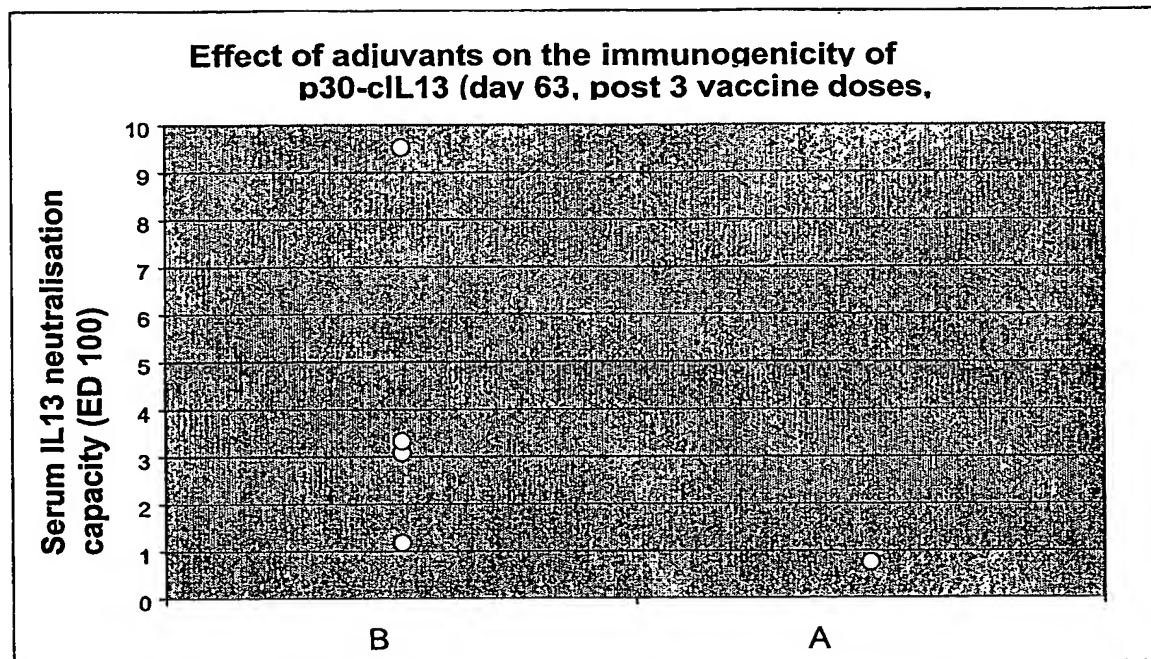 Effect of adjuvants on the immunogenicity of
p30-cIL13 (day 63, post 3 vaccine doses,
Serum IL13 neutralisation
capacity (ED 100)
10
9
8
7
6
5
4
3
2
1
0
B A